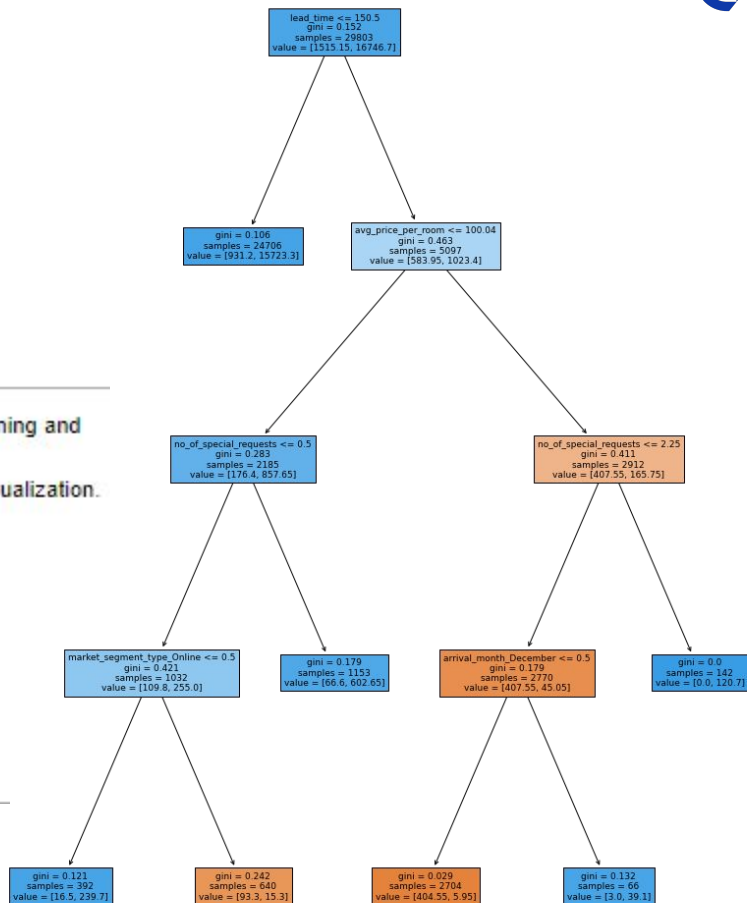 lead_time <= 150.5
gini = 0.152
samples = 29803
value = [1515.15, 16746.7]
gini = 0.106
samples = 24706
value = [931.2, 15723.3]
avg_price_per_room <= 100.04
gini = 0.463
samples = 5097
value = [583.95, 1023.4]
ning and
ualization.
no_of_special_requests <= 0.5
gini = 0.283
samples = 2185
value = [176.4, 857.65]
no_of_special_requests <= 2.25
gini = 0.411
samples = 2912
value = [407.55, 165.75]
market_segment_type_Online <= 0.5
gini = 0.421
samples = 1032
value = [109.8, 255.0]
gini = 0.179
samples = 1153
value = [66.6, 602.65]
arrival_month_December <= 0.5
gini = 0.179
samples = 2770
value = [407.55, 45.05]
gini = 0.0
samples = 142
value = [0.0, 120.7]
gini = 0.121
samples = 392
value = [16.5, 239.7]
gini = 0.242
samples = 640
value = [93.3, 15.3]
gini = 0.029
samples = 2704
value = [404.55, 5.95]
gini = 0.132
samples = 66
value = [3.0, 39.1]